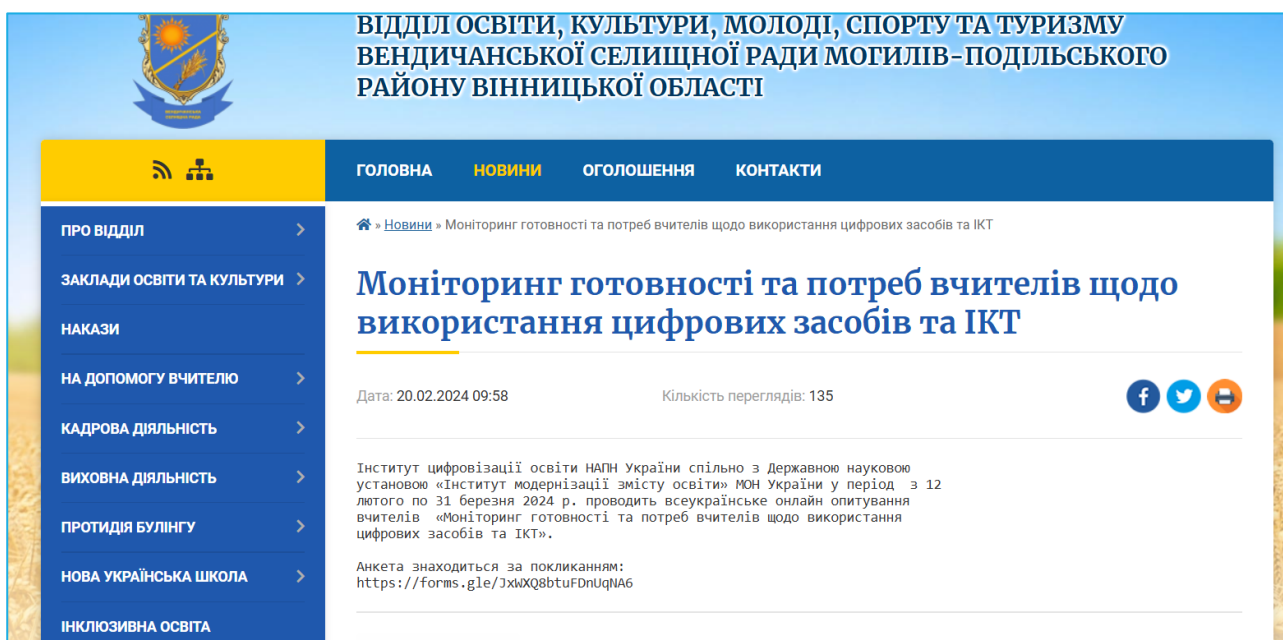 ВІДДІЛ ОСВІТИ, КУЛЬТУРИ, МОЛОДІ, СПОРТУ ТА ТУРИЗМУ
ВЕНДИЧАНСЬКОЇ СЕЛИЩНОЇ РАДИ МОГИЛІВ-ПОДІЛЬСЬКОГО
РАЙОНУ ВІННИЦЬКОЇ ОБЛАСТІ
ГОЛОВНА НОВИНИ ОГОЛОШЕННЯ КОНТАКТИ
ПРО ВІДДІЛ
ЗАКЛАДИ ОСВІТИ ТА КУЛЬТУРИ
НАКАЗИ
НА ДОПОМОГУ ВЧИТЕЛЮ
КАДРОВА ДІЯЛЬНІСТЬ
ВИХОВНА ДІЯЛЬНІСТЬ
ПРОТИДІЯ БУЛІНГУ
НОВА УКРАЇНСЬКА ШКОЛА
ІНКЛЮЗИВНА ОСВІТА
» Новини » Моніторинг готовності та потреб вчителів щодо використання цифрових засобів та ІКТ
Моніторинг готовності та потреб вчителів щодо
використання цифрових засобів та ІКТ
Дата: 20.02.2024 09:58 Кількість переглядів: 135
Інститут цифровізації освіти НАПН України спільно з Державною науковою
установою «Інститут модернізації змісту освіти» МОН України у період з 12
лютого по 31 березня 2024 р. проводить всеукраїнське онлайн опитування
вчителів «Моніторинг готовності та потреб вчителів щодо використання
цифрових засобів та ІКТ».
Анкета знаходиться за покликанням:
https://forms.gle/JxWXQ8btuFDnUqNA6